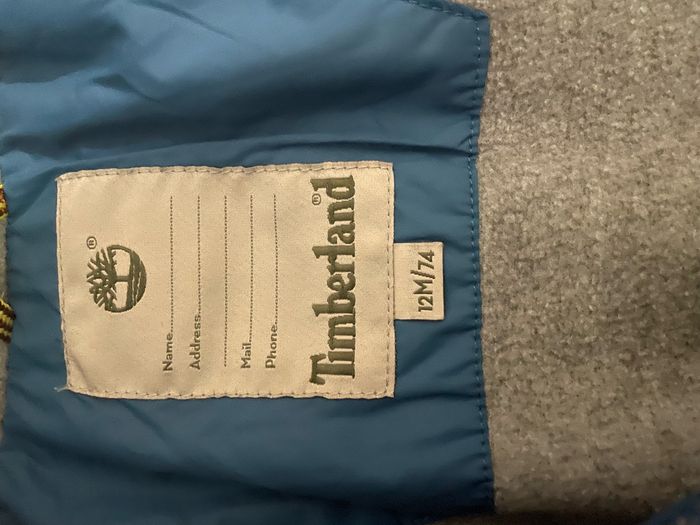 ®
Name
Address
Mail
Phone
Timberland®
12M/74